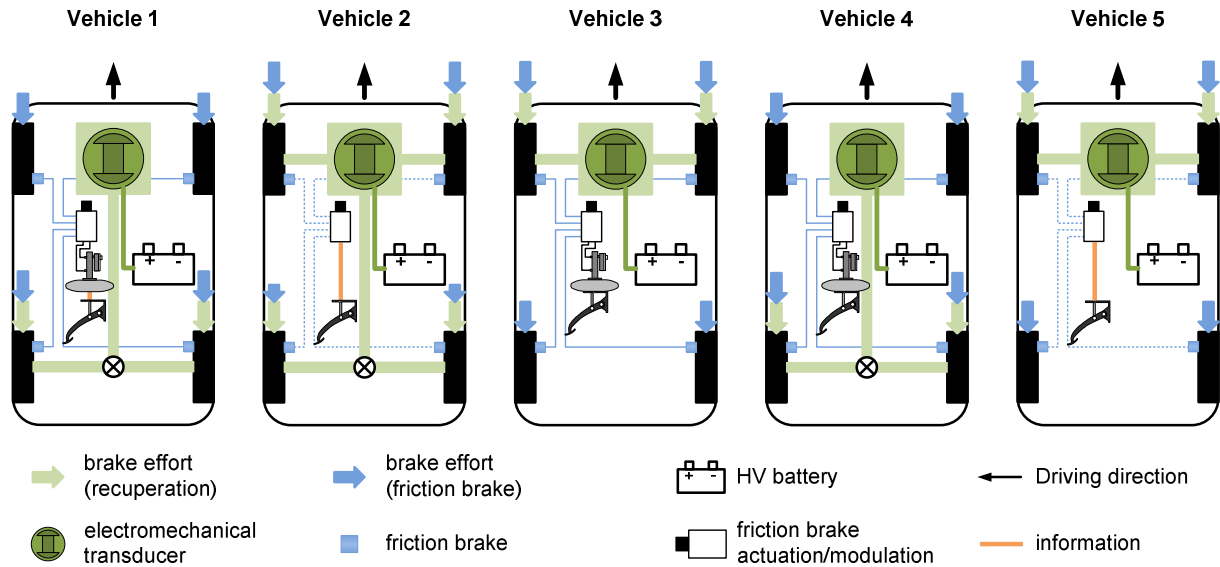 Vehicle 1
Vehicle 2
Vehicle 3
Vehicle 4
Vehicle 5
+ -
+ -
+ -
+ -
+ -
brake effort
(recuperation)
brake effort
(friction brake)
+ -
HV battery
Driving direction
electromechanical
transducer
friction brake
friction brake
actuation/modulation
information